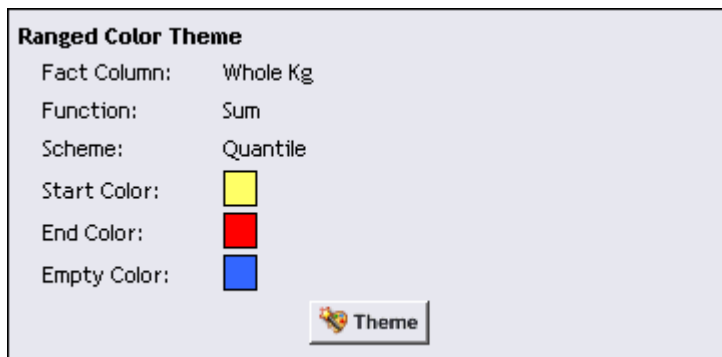 Ranged Color Theme
Fact Column: Whole Kg
Function: Sum
Scheme: Quantile
Start Color:
End Color:
Empty Color:
Theme